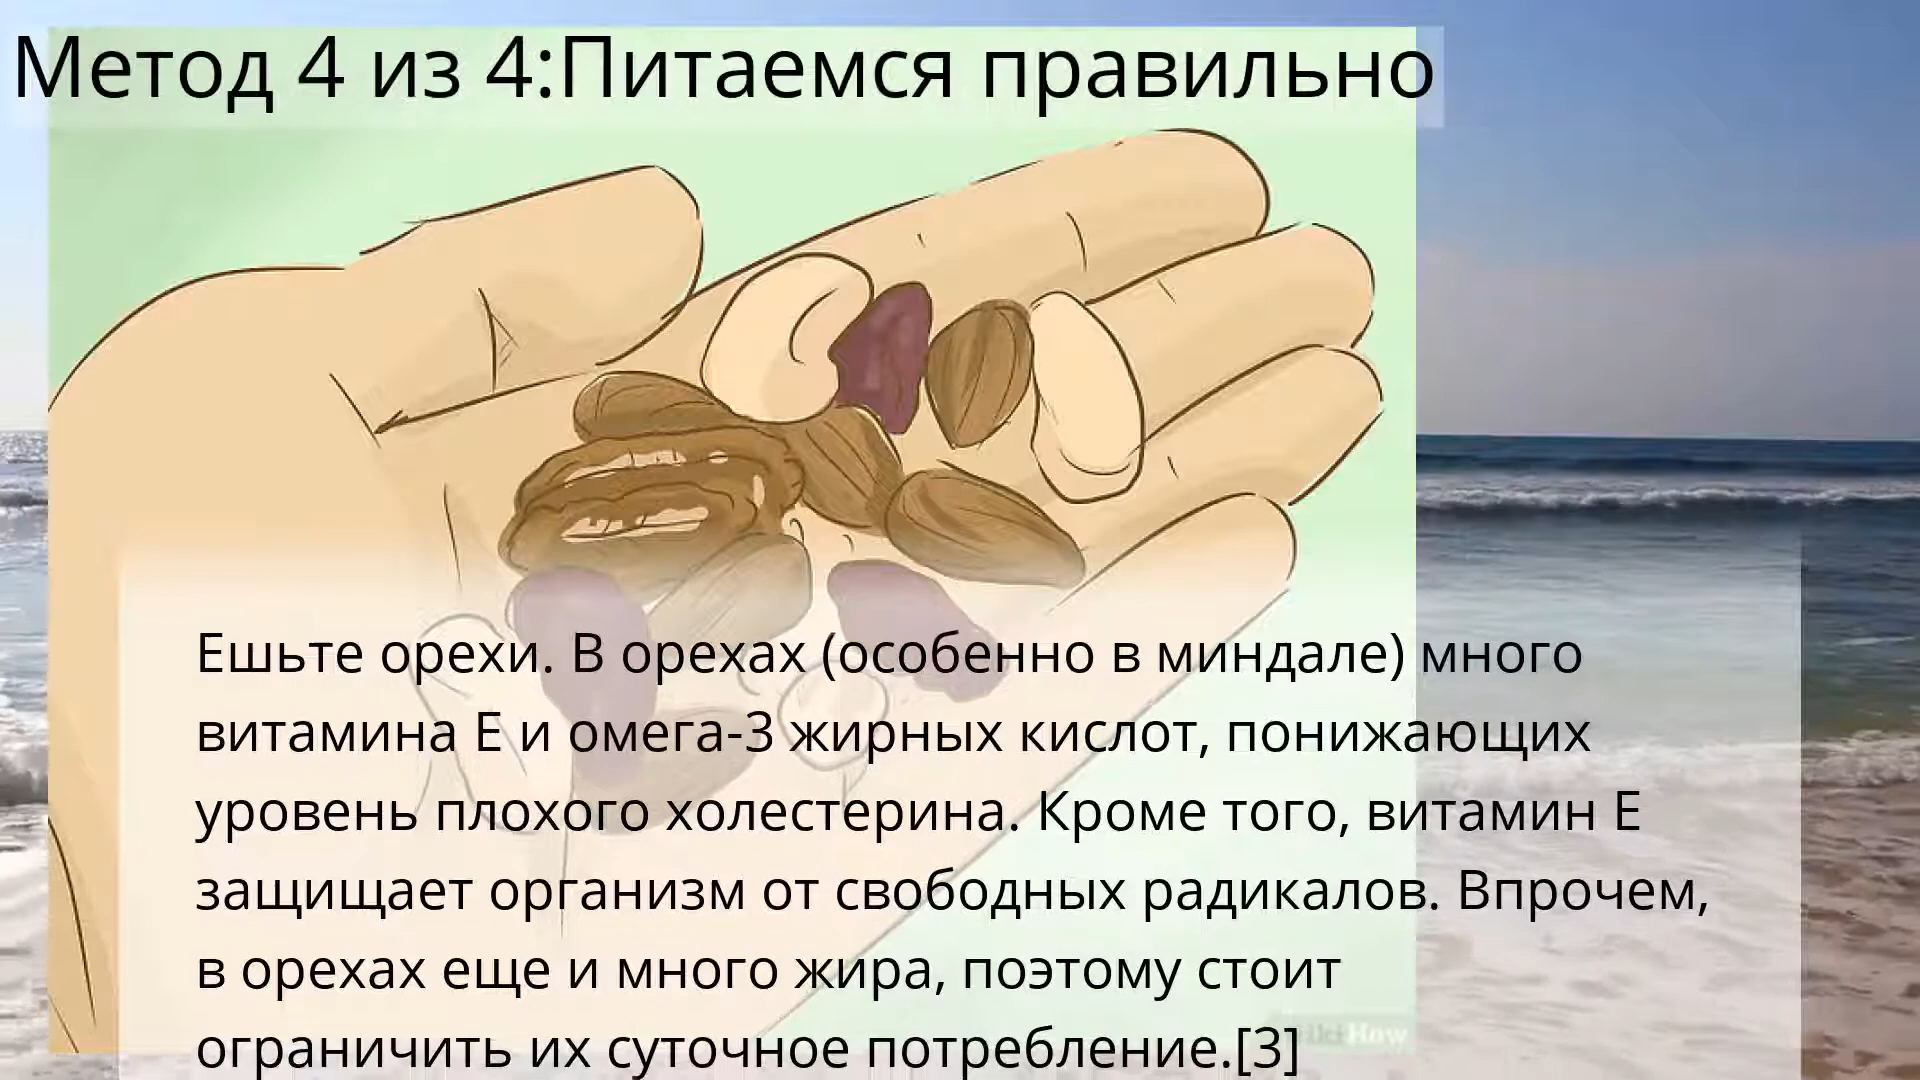 Метод 4 из 4:Питаемся правильно
Ешьте орехи. В орехах (особенно в миндале) много
витамина Е и омега-3 жирных кислот, понижающих
уровень плохого холестерина. Кроме того, витамин Е
защищает организм от свободных радикалов. Впрочем,
в орехах еще и много жира, поэтому стоит
ограничить их суточное потребление.[3]
wikiHow